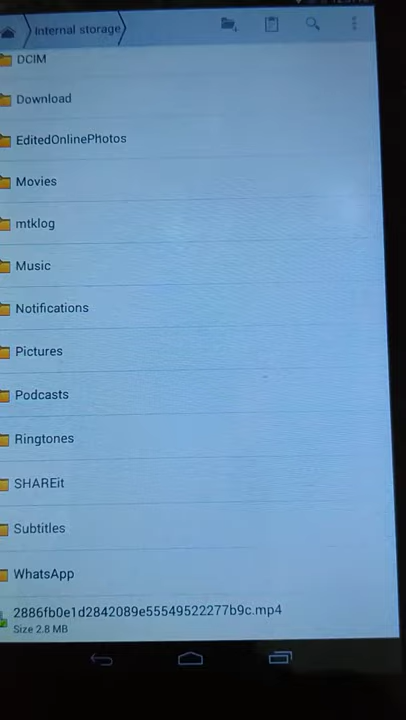 Internal storage
DCIM
Download
EditedOnlinePhotos
Movies
mtklog
Music
Notifications
Pictures
Podcasts
Ringtones
SHAREit
Subtitles
WhatsApp
2886fb0e1d2842089e55549522277b9c.mp4
Size 2.8 MB